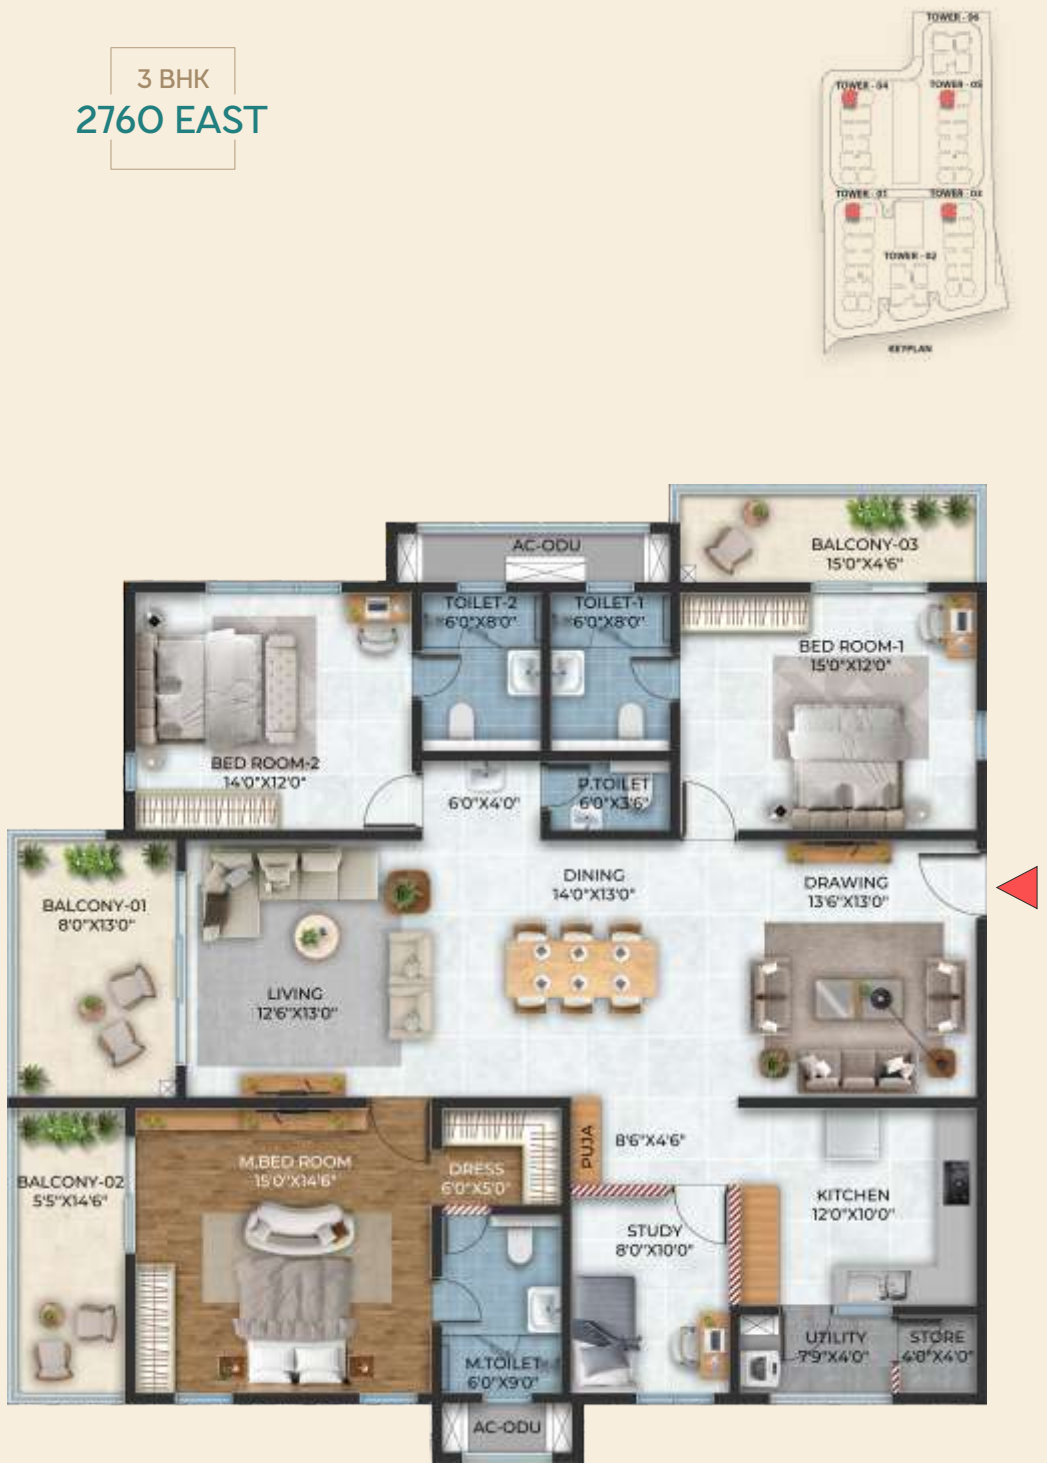 3 BHK
2760 EAST
TOWER - 06
TOWER - 04
TOWER - 05
TOWER - 01
TOWER - 03
TOWER - 02
KEYPLAN
AC-ODU
BALCONY-03
15'0"X4'6"
TOILET-2
6'0"X8'0"
TOILET-1
6'0"X8'0"
BED ROOM-1
15'0"X12'0"
BED ROOM-2
14'0"X12'0"
6'0"X4'0"
P.TOILET
6'0"X3'6"
DINING
14'0"X13'0"
DRAWING
13'6"X13'0"
BALCONY-01
8'0"X13'0"
LIVING
12'6"X13'0"
PUJA
8'6"X4'6"
M.BED ROOM
15'0"X14'6"
DRESS
6'0"X5'0"
BALCONY-02
5'5"X14'6"
KITCHEN
12'0"X10'0"
STUDY
8'0"X10'0"
UTILITY
7'9"X4'0"
STORE
4'0"X4'0"
M.TOILET
6'0"X9'0"
AC-ODU